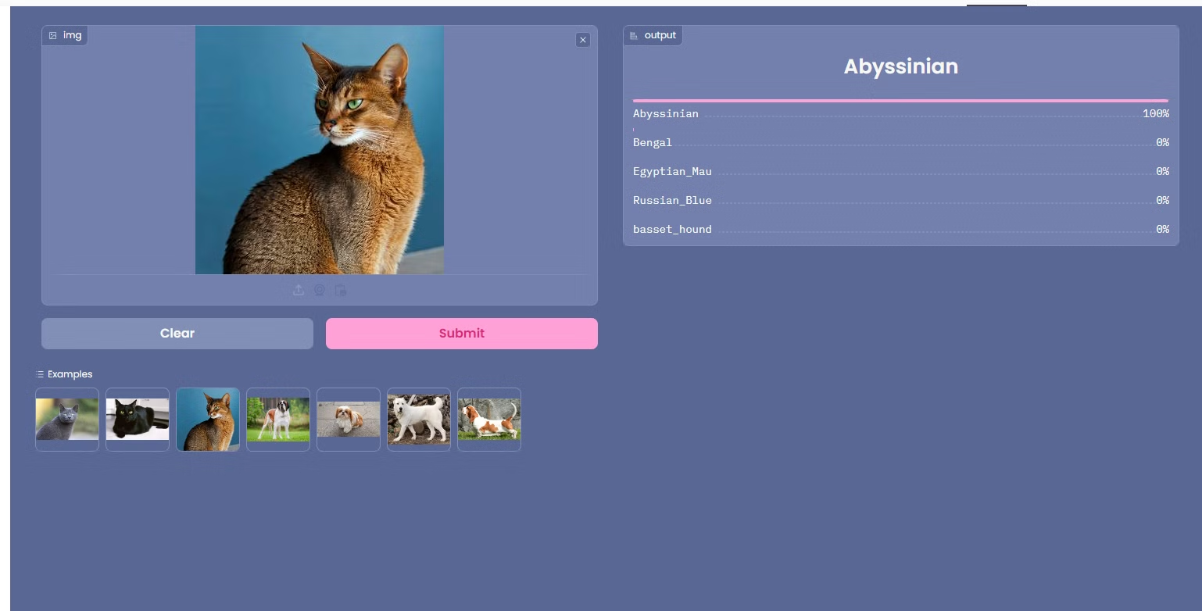 img
output
Abyssinian
Abyssinian 100%
Bengal 0%
Egyptian_Mau 0%
Russian_Blue 0%
basset_hound 0%
Clear
Submit
Examples